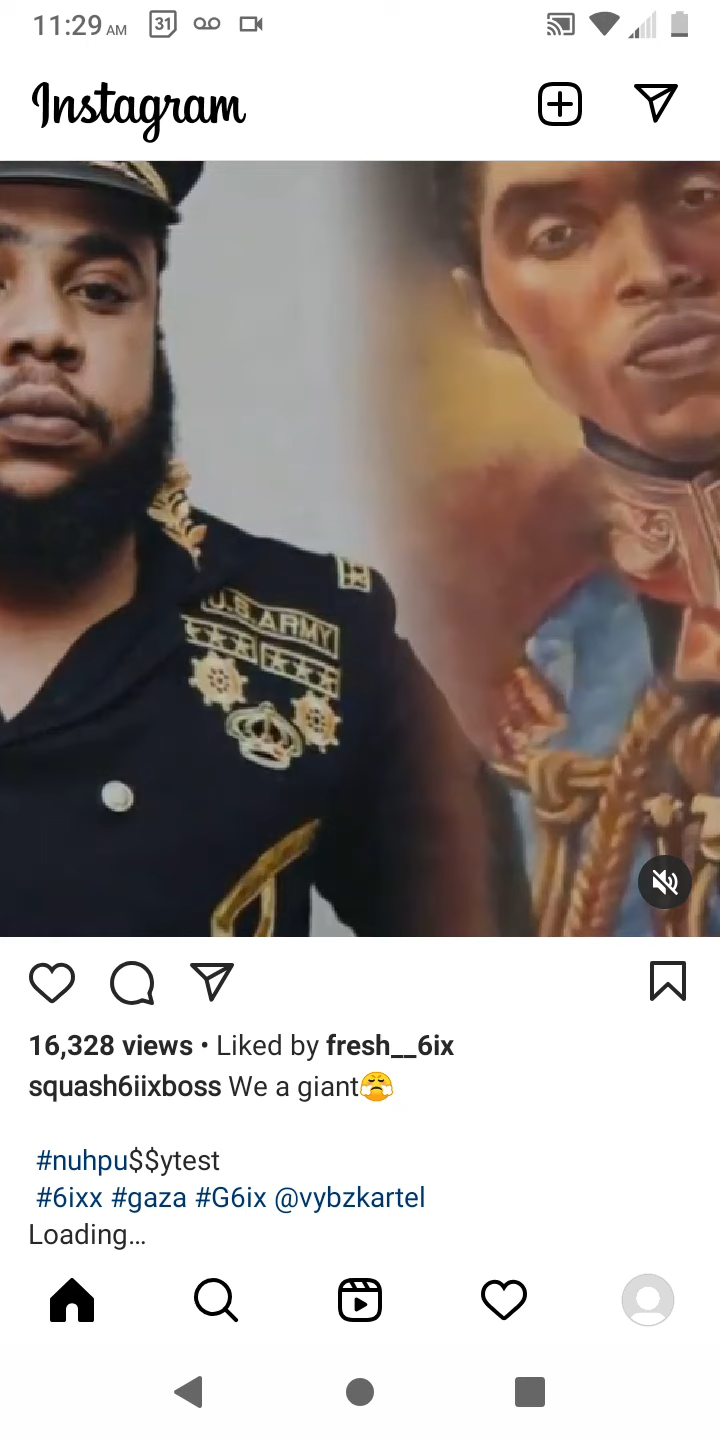 11:29 AM 31
Instagram
U.S. ARMY
16,328 views • Liked by fresh__6ix
squash6iixboss We a giant😤
#nuhpu$$ytest
#6ixx #gaza #G6ix @vybzkartel
Loading...